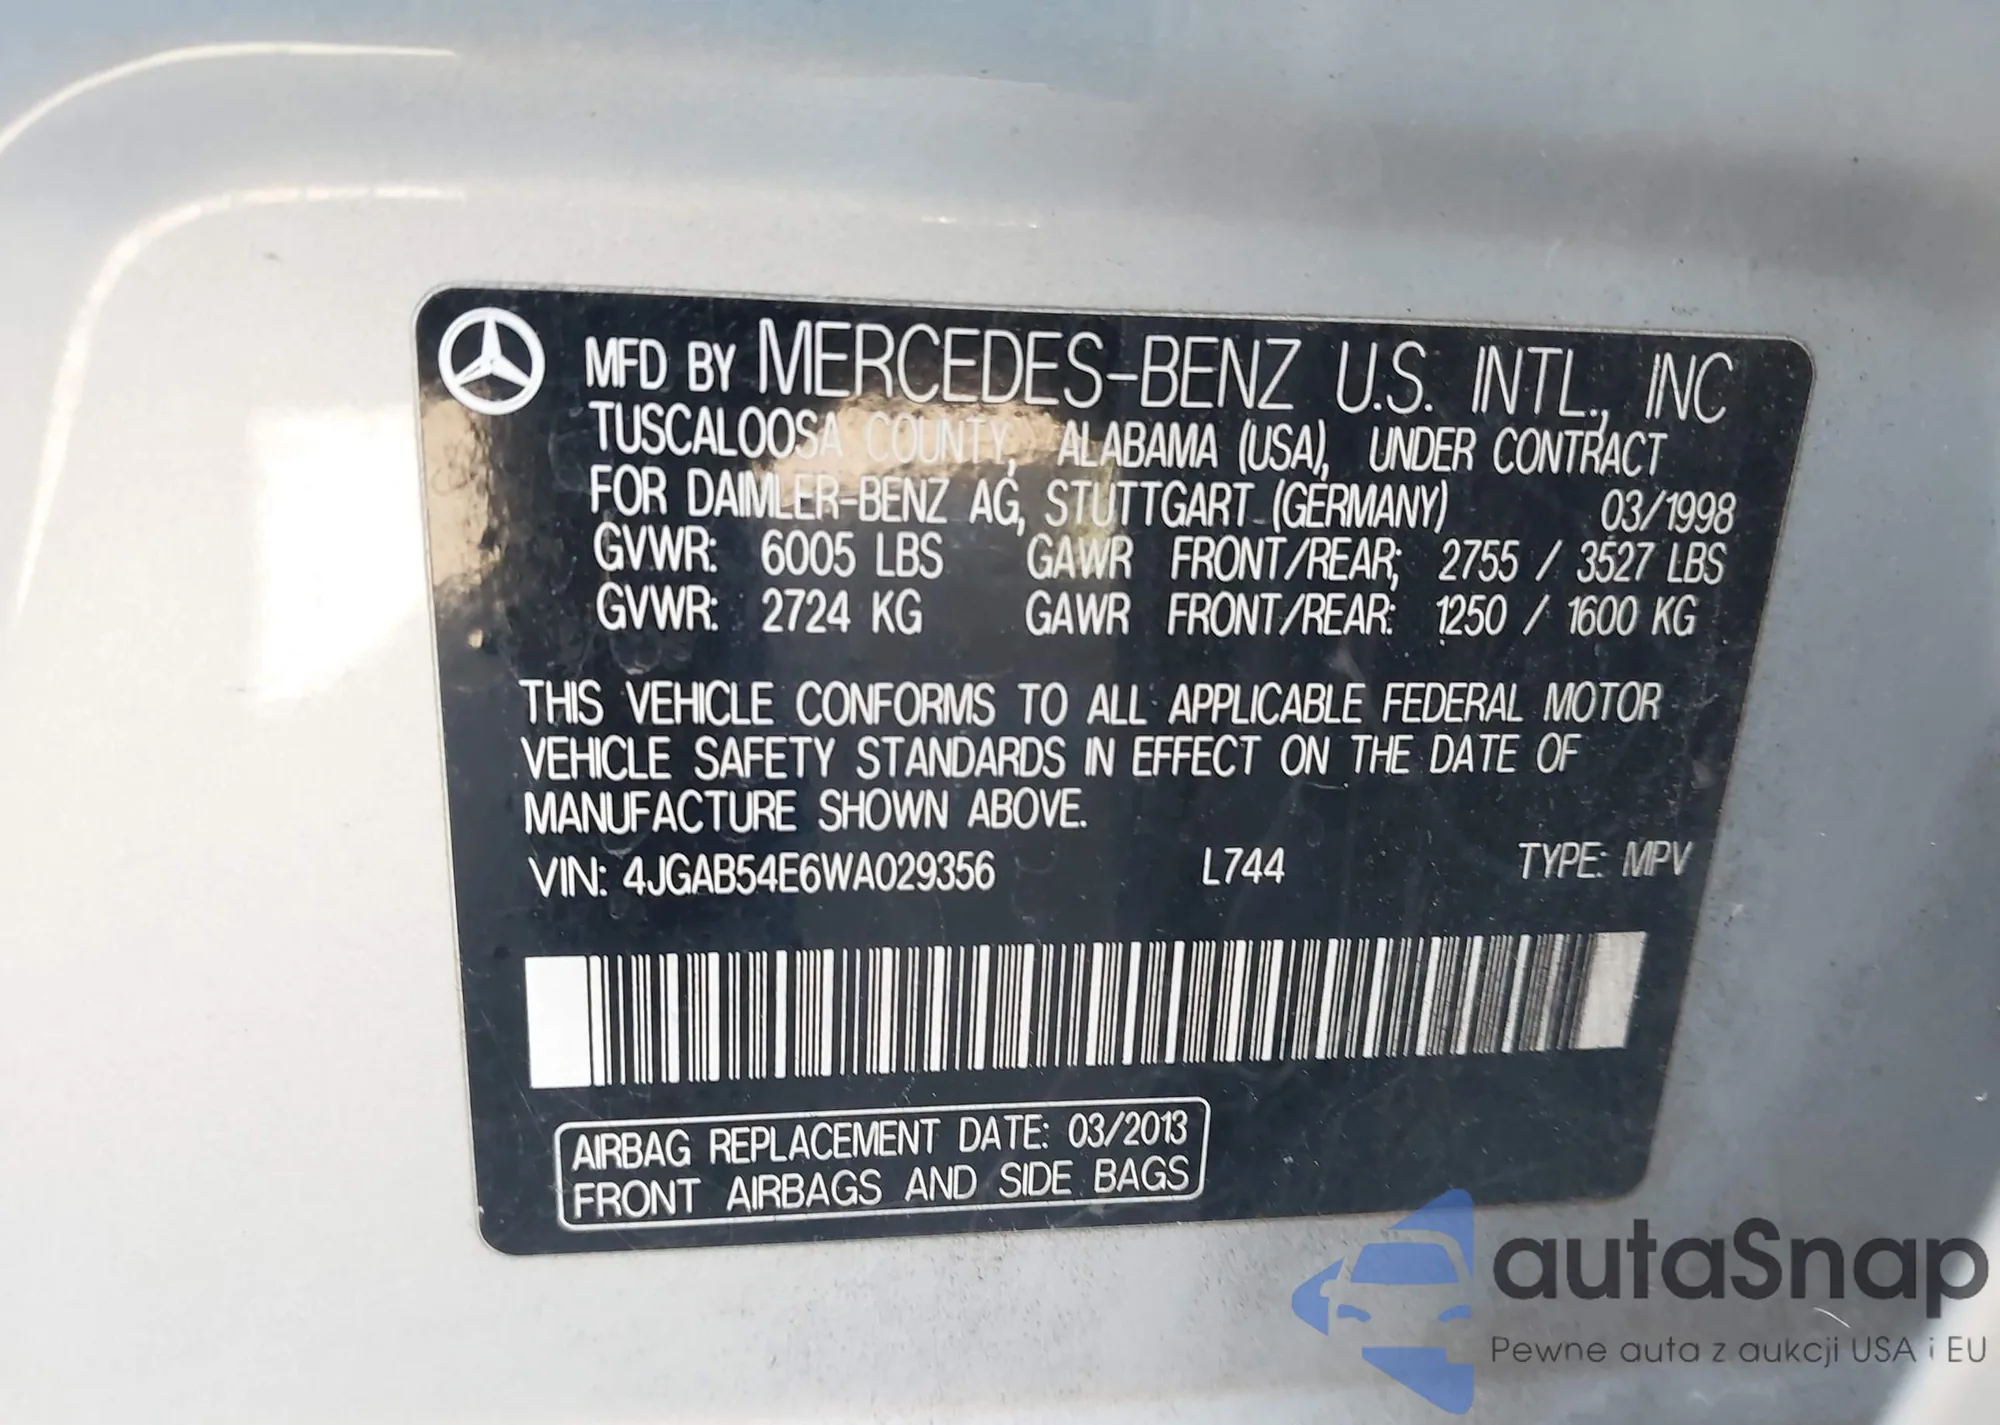 MFD BY MERCEDES-BENZ U.S. INTL., INC
TUSCALOOSA COUNTY, ALABAMA (USA), UNDER CONTRACT
FOR DAIMLER-BENZ AG, STUTTGART (GERMANY) 03/1998
GVWR: 6005 LBS GAWR FRONT/REAR; 2755 / 3527 LBS
GVWR: 2724 KG GAWR FRONT/REAR: 1250 / 1600 KG
THIS VEHICLE CONFORMS TO ALL APPLICABLE FEDERAL MOTOR
VEHICLE SAFETY STANDARDS IN EFFECT ON THE DATE OF
MANUFACTURE SHOWN ABOVE.
VIN: 4JGAB54E6WA029356 L744 TYPE: MPV
AIRBAG REPLACEMENT DATE: 03/2013
FRONT AIRBAGS AND SIDE BAGS
autaSnap
Pewne auta z aukcji USA i EU